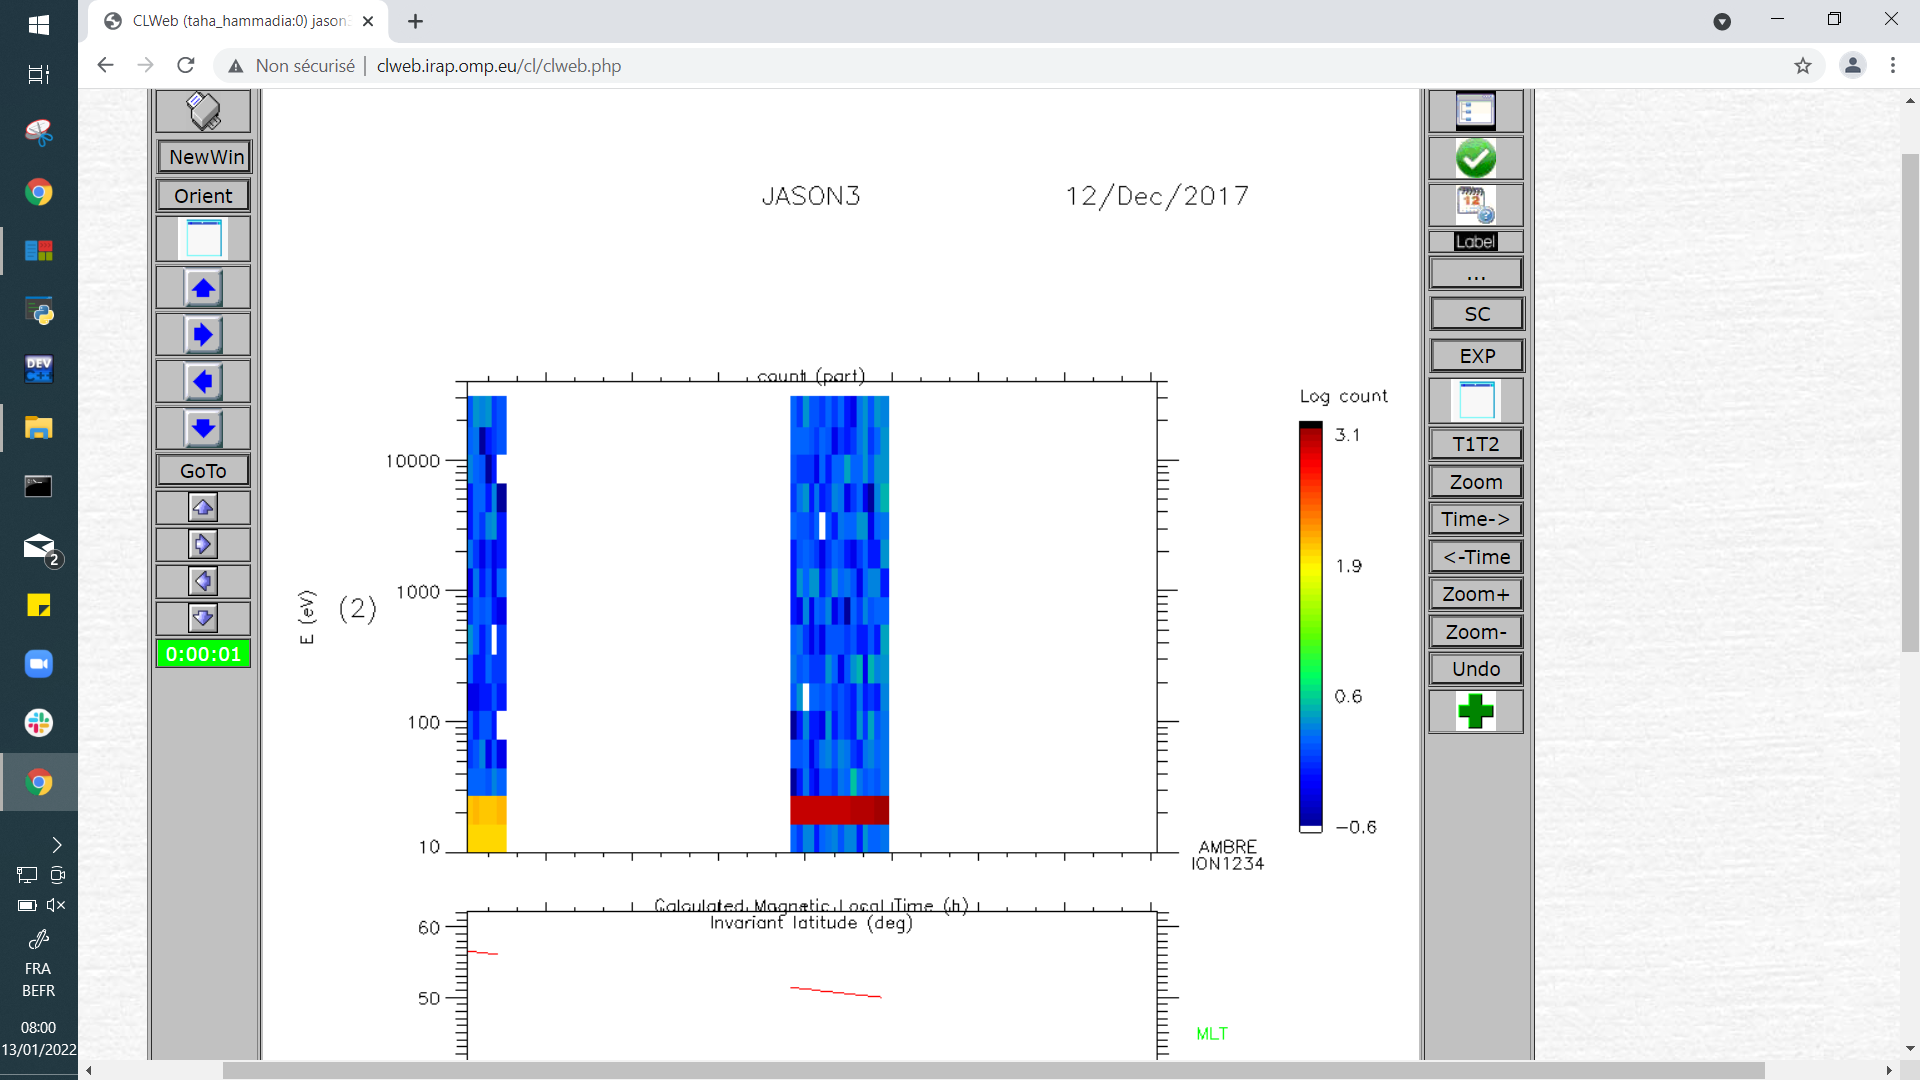 CLWeb (taha_hammadia:0) jason3
Non sécurisé | clweb.irap.omp.eu/cl/clweb.php
NewWin
Orient
GoTo
0:00:01
JASON3 12/Dec/2017
count (part)
10000
1000
100
10
E (eV)
(2)
Log count
3.1
1.9
0.6
−0.6
AMBRE
ION1234
Calculated Magnetic Local Time (h)
Invariant latitude (deg)
60
50
MLT
12
Label
...
SC
EXP
T1T2
Zoom
Time->
<-Time
Zoom+
Zoom-
Undo
DEV
C++
2
FRA
BEFR
08:00
13/01/2022